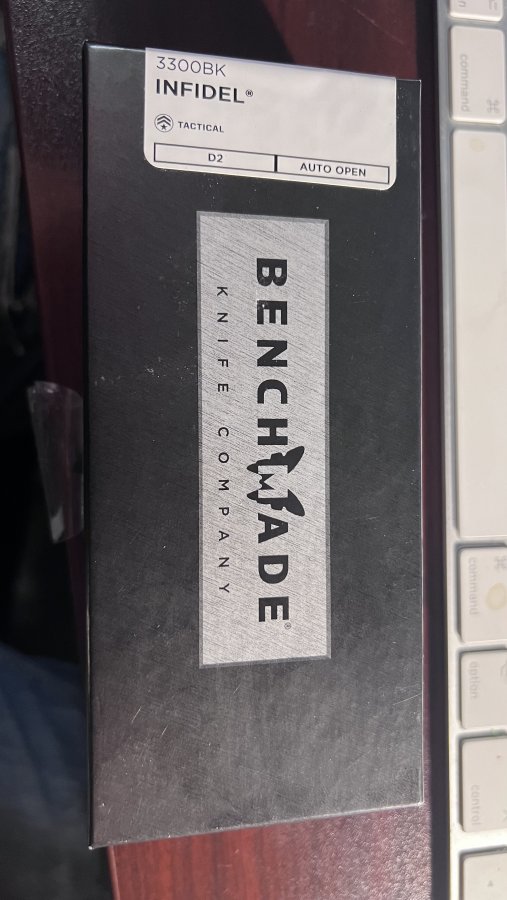 3300BK
INFIDEL®
TACTICAL
D2
AUTO OPEN
BENCHMADE®
KNIFE COMPANY
command
command
option
control